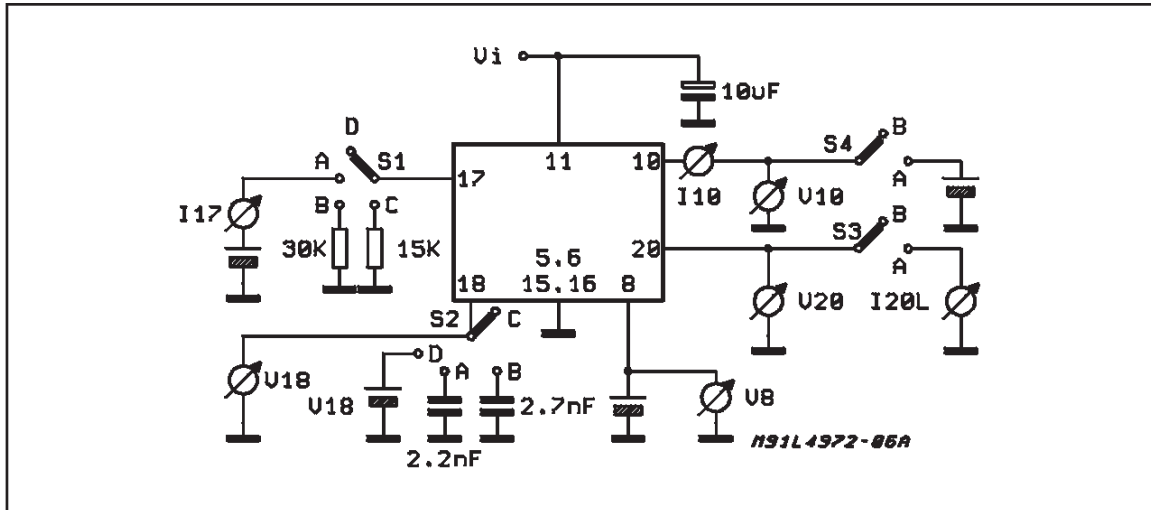 Vi
10uF
D
A
S1
17
11
10
S4
B
A
I10
V10
I17
B
C
30K
15K
S3
B
A
20
5.6
15.16
18
8
S2
C
V20
I20L
D
A
B
V18
V18
2.7nF
2.2nF
V8
M91L4972-06A